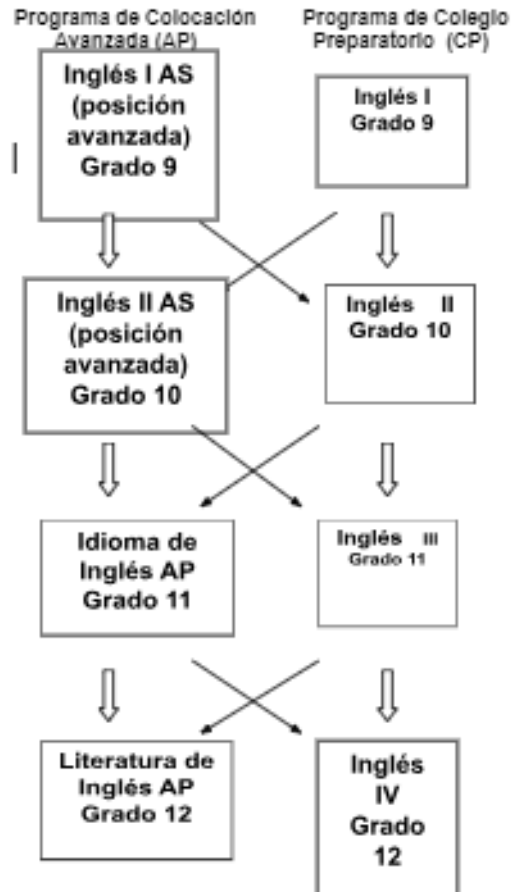 Programa de Colocación
Avanzada (AP)
Programa de Colegio
Preparatorio (CP)
Inglés I AS
(posición
avanzada)
Grado 9
Inglés I
Grado 9
Inglés II AS
(posición
avanzada)
Grado 10
Inglés II
Grado 10
Idioma de
Inglés AP
Grado 11
Inglés III
Grado 11
Literatura de
Inglés AP
Grado 12
Inglés
IV
Grado
12